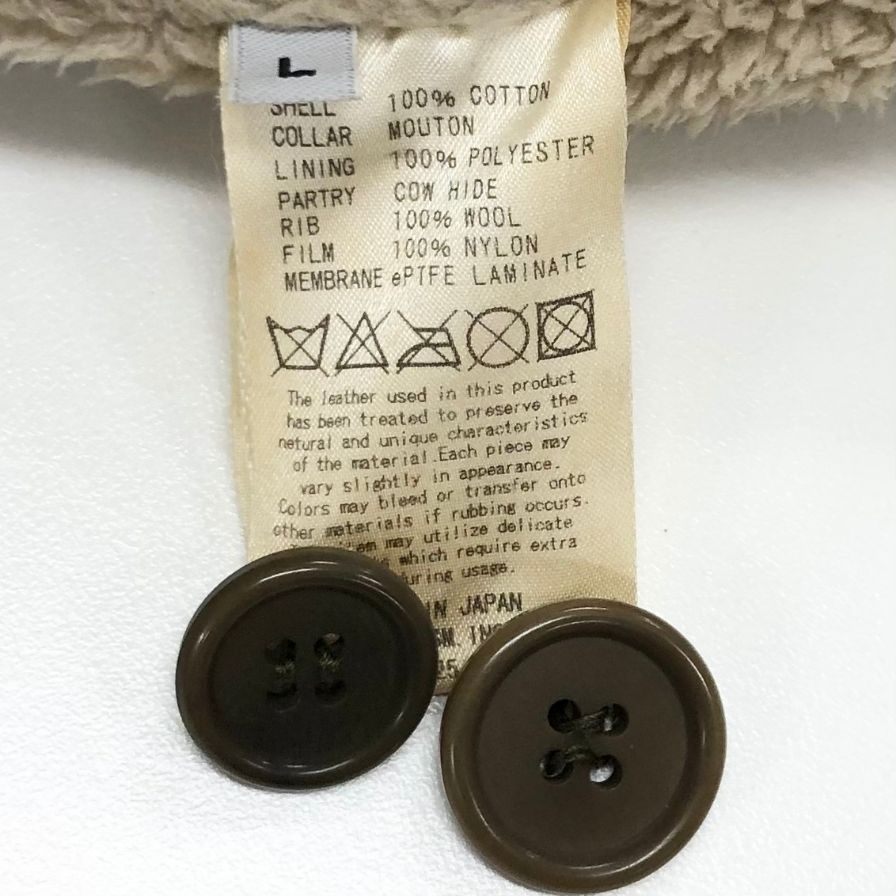 L
SHELL 100% COTTON
COLLAR MOUTON
LINING 100% POLYESTER
PARTRY COW HIDE
RIB 100% WOOL
FILM 100% NYLON
MEMBRANE ePTFE LAMINATE
The leather used in this product
has been treated to preserve the
natural and unique characteristics
of the material.Each piece may
vary slightly in appearance.
Colors may bleed or transfer onto
other materials if rubbing occurs.
may utilize delicate
which require extra
during usage.
IN JAPAN